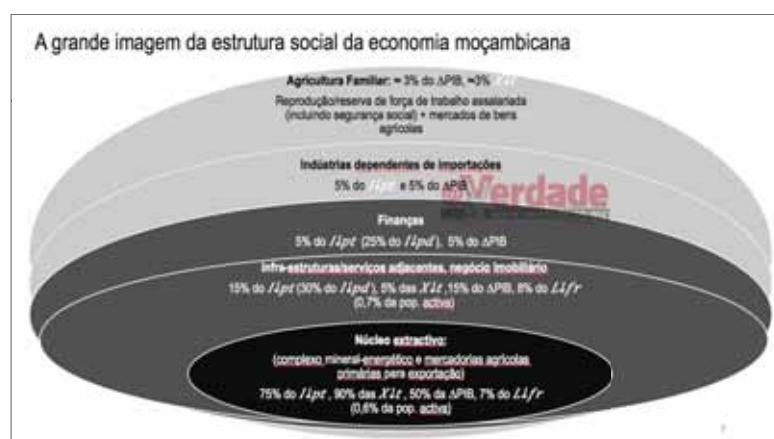 A grande imagem da estrutura social da economia moçambicana
Agricultura Familiar: ≈ 3% do ΔPIB, ≈3% Xlt
Reprodução/reserva de força de trabalho assalariada
(incluindo segurança social) + mercados de bens
agrícolas
Indústrias dependentes de importações
5% do Iipt e 5% do ΔPIB
@Verdade
Finanças
5% do Iipt (25% do Iipd), 5% do ΔPIB
Infra-estruturas/serviços adjacentes, negócio imobiliário
15% do Iipt (30% do Iipd), 5% das Xlt ,15% do ΔPIB, 8% do Llfr
(0,7% da pop. activa)
Núcleo extractivo:
(complexo mineral-energético e mercadorias agrícolas
primárias para exportação)
75% do Iipt , 90% das Xlt , 50% da ΔPIB, 7% do Llfr
(0,6% da pop. activa)